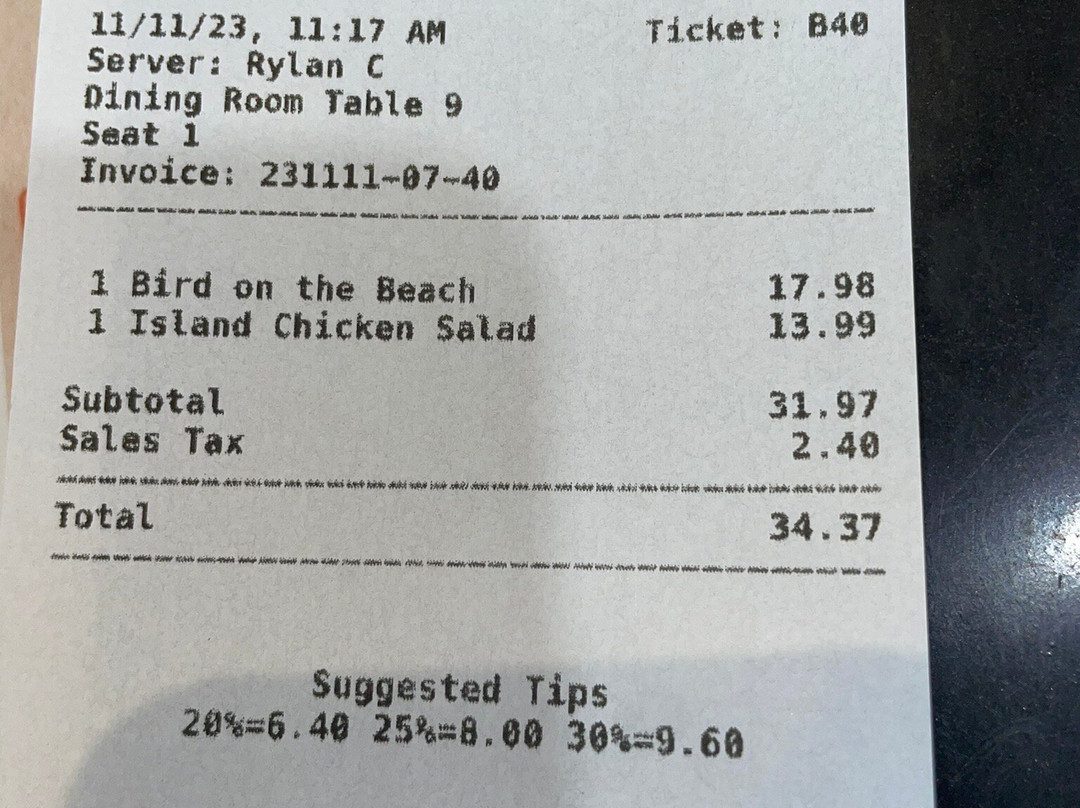 11/11/23, 11:17 AM Ticket: B40
Server: Rylan C
Dining Room Table 9
Seat 1
Invoice: 231111-07-40
1 Bird on the Beach 17.98
1 Island Chicken Salad 13.99
Subtotal 31.97
Sales Tax 2.40
Total 34.37
Suggested Tips
20%=6.40 25%=8.00 30%=9.60